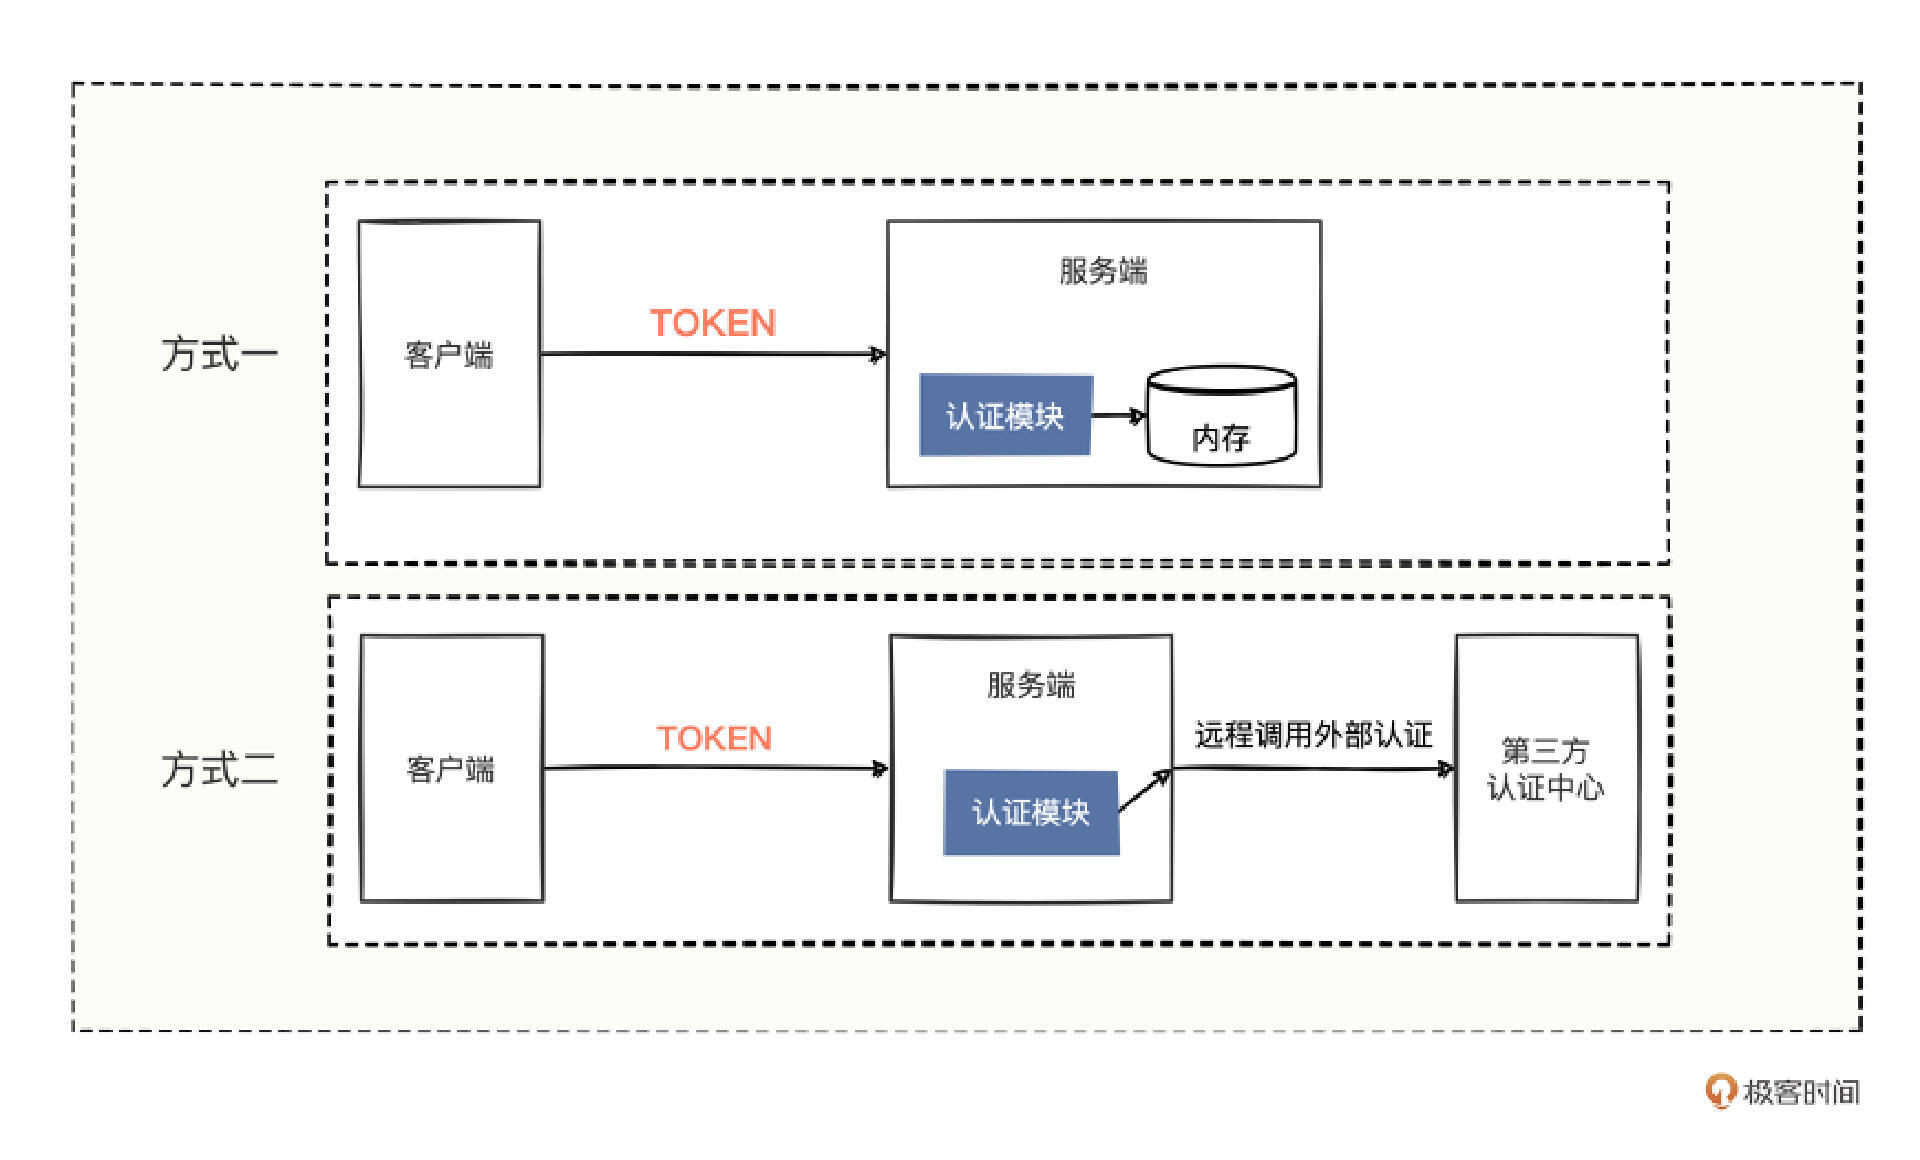 方式一
客户端
TOKEN
服务端
认证模块
内存
方式二
客户端
TOKEN
服务端
认证模块
远程调用外部认证
第三方
认证中心
极客时间